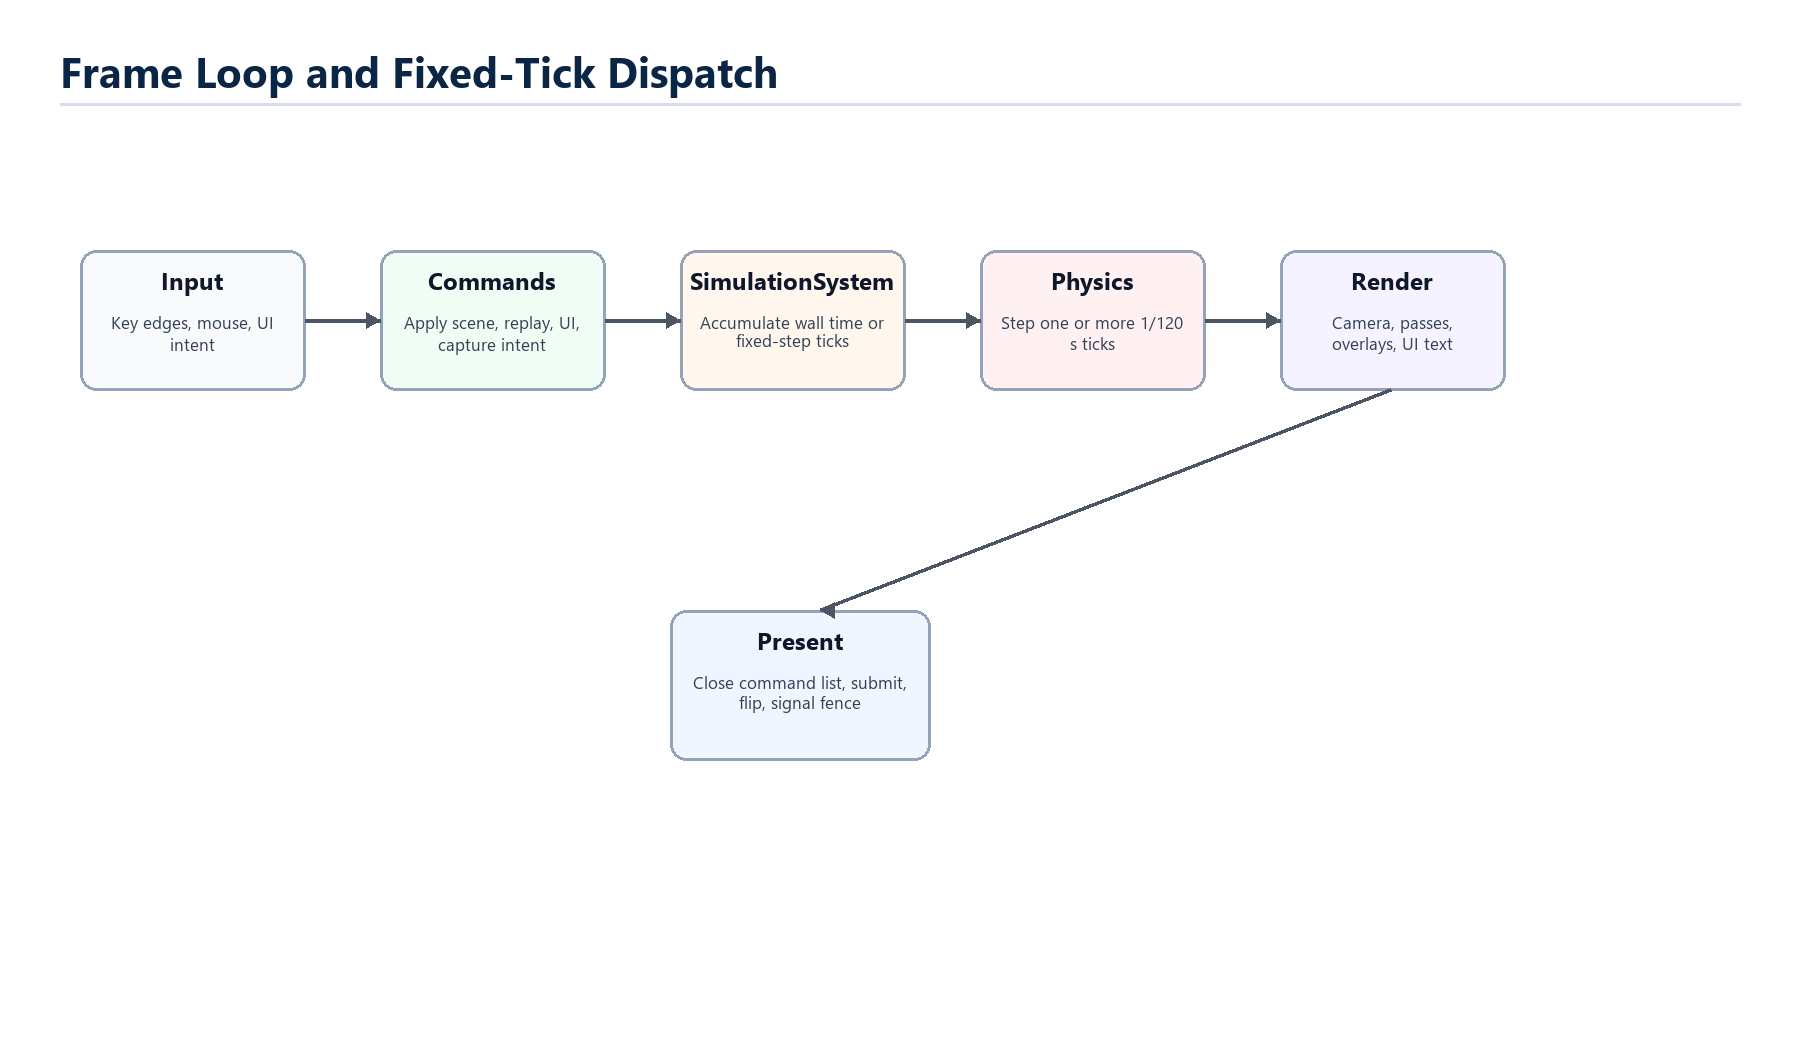 Frame Loop and Fixed-Tick Dispatch
Input
Key edges, mouse, UI
intent
Commands
Apply scene, replay, UI,
capture intent
SimulationSystem
Accumulate wall time or
fixed-step ticks
Physics
Step one or more 1/120
s ticks
Render
Camera, passes,
overlays, UI text
Present
Close command list, submit,
flip, signal fence